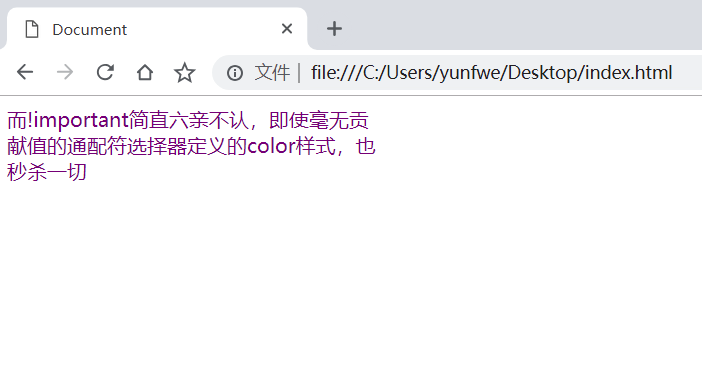 Document
文件 | file:///C:/Users/yunfwe/Desktop/index.html
而!important简直六亲不认，即使毫无贡
献值的通配符选择器定义的color样式，也
秒杀一切